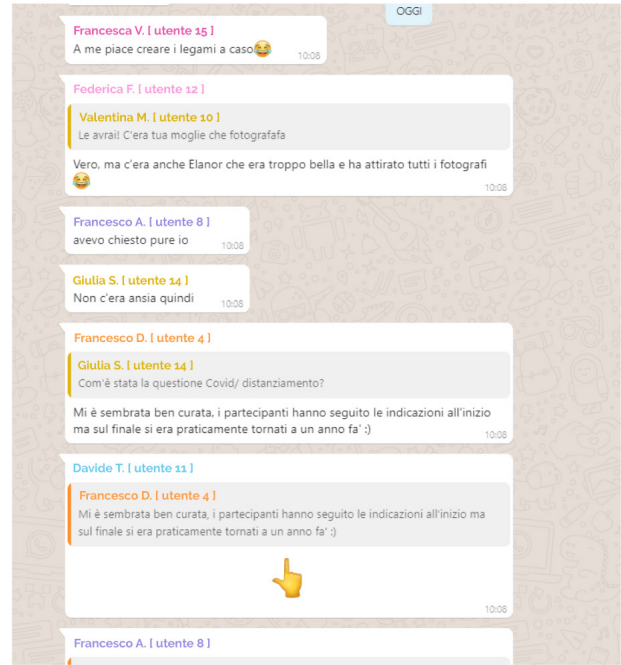 OGGI
Francesca V. [ utente 15 ]
A me piace creare i legami a caso😂
10:08
Federica F. [ utente 12 ]
Valentina M. [ utente 10 ]
Le avrai! C'era tua moglie che fotografafa
Vero, ma c'era anche Elanor che era troppo bella e ha attirato tutti i fotografi
😂
10:08
Francesco A. [ utente 8 ]
avevo chiesto pure io
10:08
Giulia S. [ utente 14 ]
Non c'era ansia quindi
10:08
Francesco D. [ utente 4 ]
Giulia S. [ utente 14 ]
Com'è stata la questione Covid/ distanziamento?
Mi è sembrata ben curata, i partecipanti hanno seguito le indicazioni all'inizio
ma sul finale si era praticamente tornati a un anno fa' :)
10:08
Davide T. [ utente 11 ]
Francesco D. [ utente 4 ]
Mi è sembrata ben curata, i partecipanti hanno seguito le indicazioni all'inizio ma
sul finale si era praticamente tornati a un anno fa' :)
👆
10:08
Francesco A. [ utente 8 ]